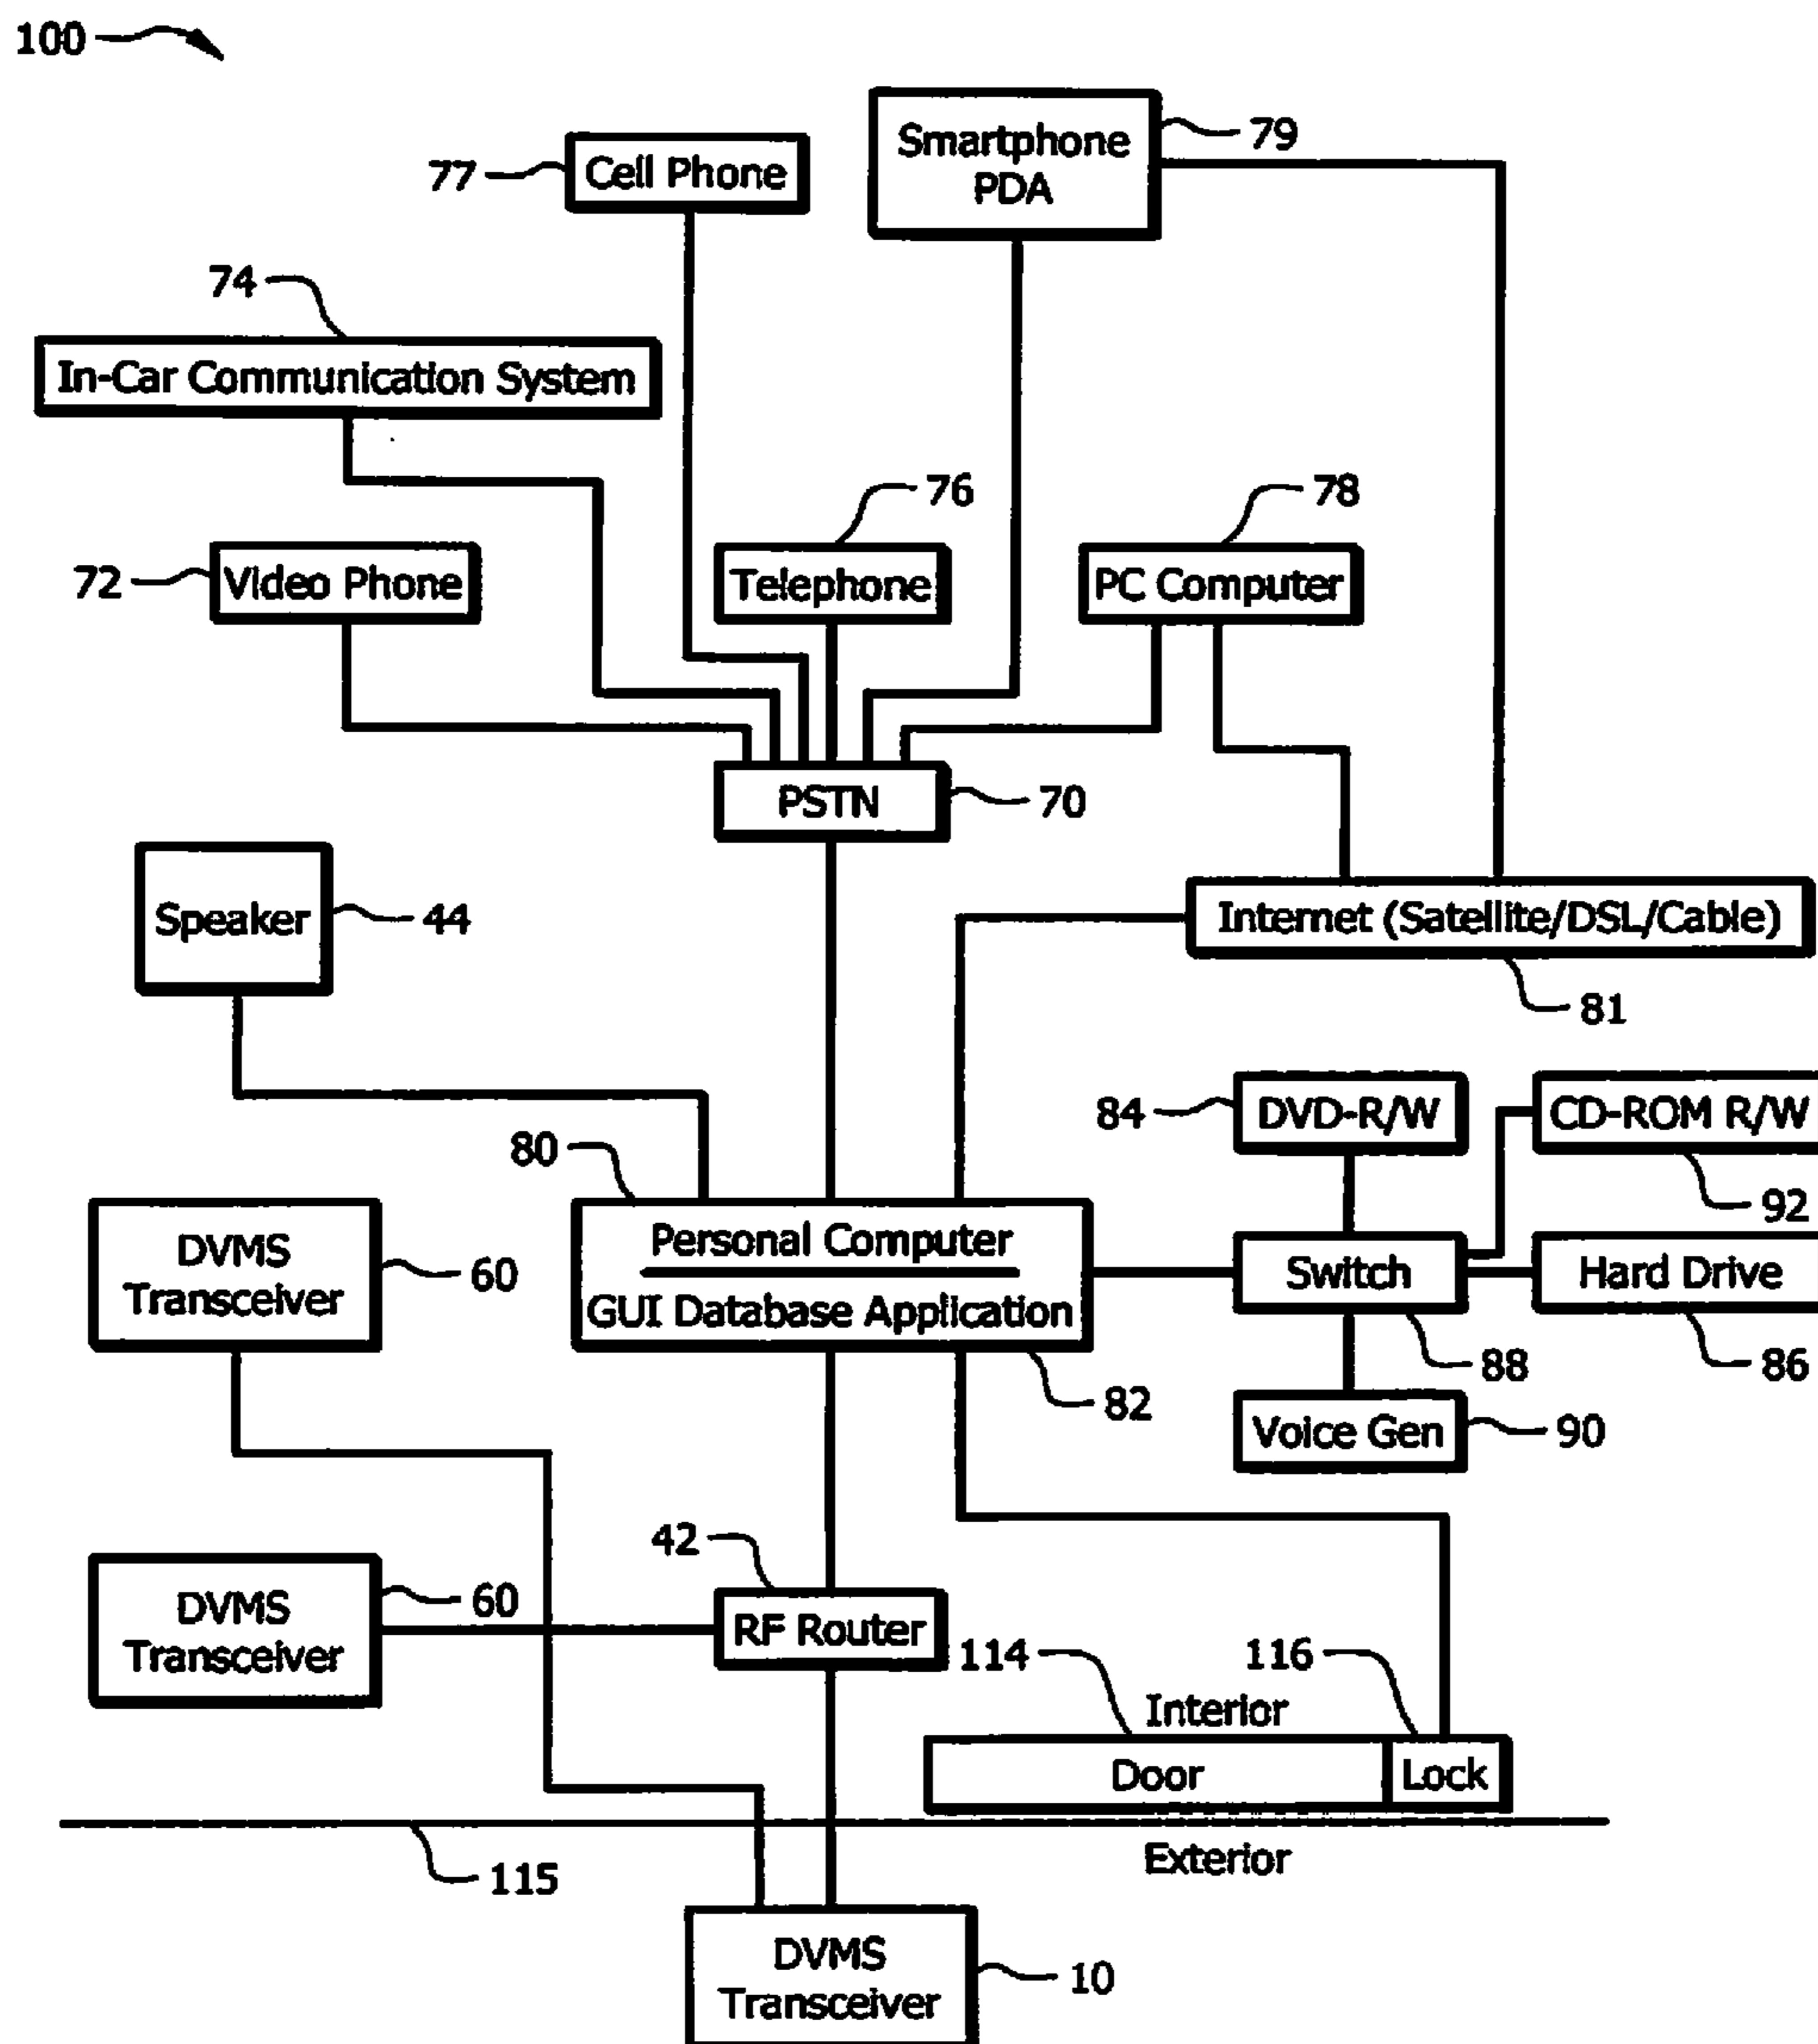 100
Smartphone
PDA
79
77
Cell Phone
74
In-Car Communication System
76
78
72
Video Phone
Telephone
PC Computer
PSTN
70
Speaker
44
Internet (Satellite/DSL/Cable)
81
84
DVD-R/W
CD-ROM R/W
80
92
DVMS
Transceiver
60
Personal Computer
GUI Database Application
Switch
Hard Drive
88
86
82
Voice Gen
90
42
DVMS
Transceiver
60
RF Router
114
116
Interior
Door
Lock
115
Exterior
DVMS
Transceiver
10